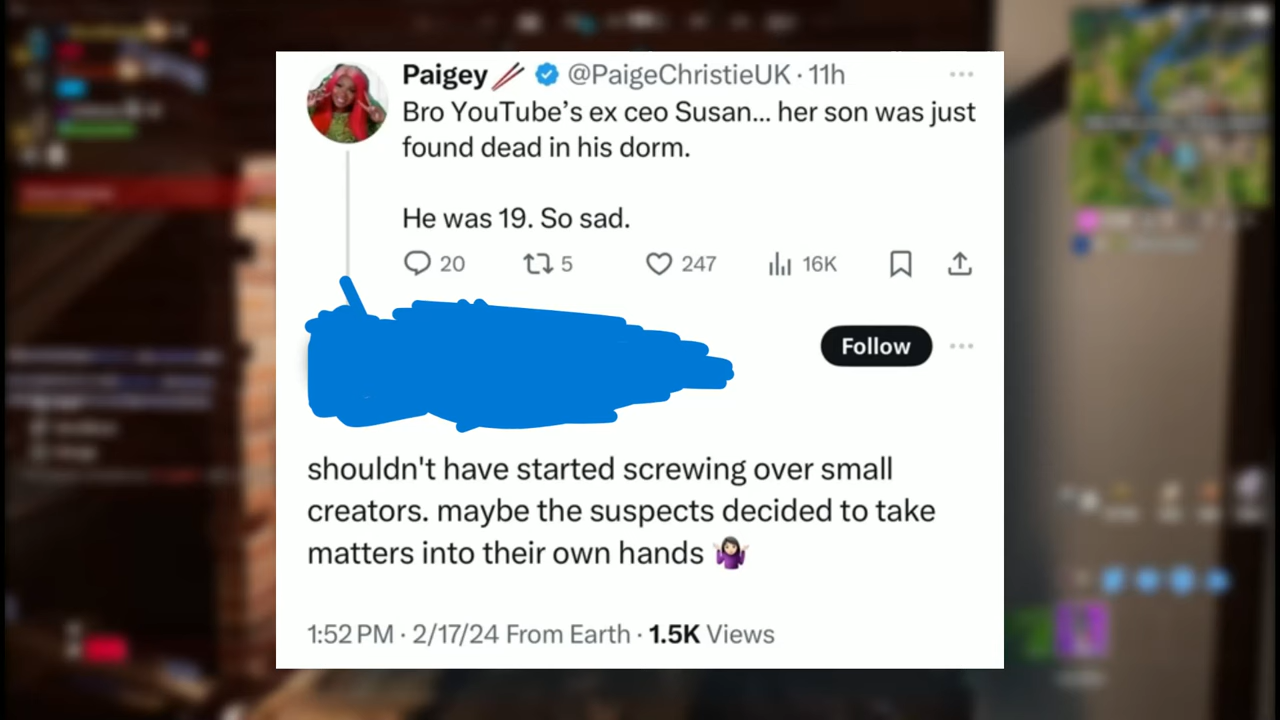 Paigey🥢 @PaigeChristieUK · 11h
Bro YouTube’s ex ceo Susan... her son was just
found dead in his dorm.
He was 19. So sad.
20 5 247 16K
Follow
shouldn't have started screwing over small
creators. maybe the suspects decided to take
matters into their own hands 🤷🏻‍♀️
1:52 PM · 2/17/24 From Earth · 1.5K Views